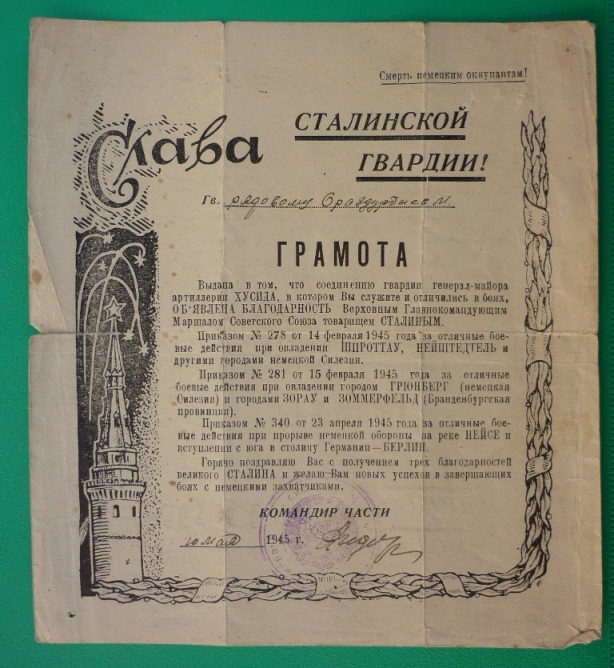 Смерть немецким оккупантам!
Слава СТАЛИНСКОЙ
ГВАРДИИ!
Гв. рядовому
ГРАМОТА
Выдана в том, что соединению гвардии генерал-майора
артиллерии ХУСИДА, в котором Вы служите и отличились в боях,
ОБ'ЯВЛЕНА БЛАГОДАРНОСТЬ Верховным Главнокомандующим
Маршалом Советского Союза товарищем СТАЛИНЫМ.
Приказом № 278 от 14 февраля 1945 года за отличные бое-
вые действия при овладении ШПРОТТАУ, НЕЙШТЕДТЕЛЬ и
другими городами немецкой Силезии.
Приказом № 281 от 15 февраля 1945 года за отличные
боевые действия при овладении городом ГРЮНБЕРГ (немецкая
Силезия) и городами ЗОРАУ и ЗОММЕРФЕЛЬД (Бранденбургская
провинция).
Приказом № 340 от 23 апреля 1945 года за отличные бое-
вые действия при прорыве немецкой обороны на реке НЕЙСЕ и
вступлении с юга в столицу Германии—БЕРЛИН.
Горячо поздравляю Вас с получением трех благодарностей
великого СТАЛИНА и желаю Вам новых успехов в завершающих
боях с немецкими захватчиками.
КОМАНДИР ЧАСТИ
10 мая 1945 г.